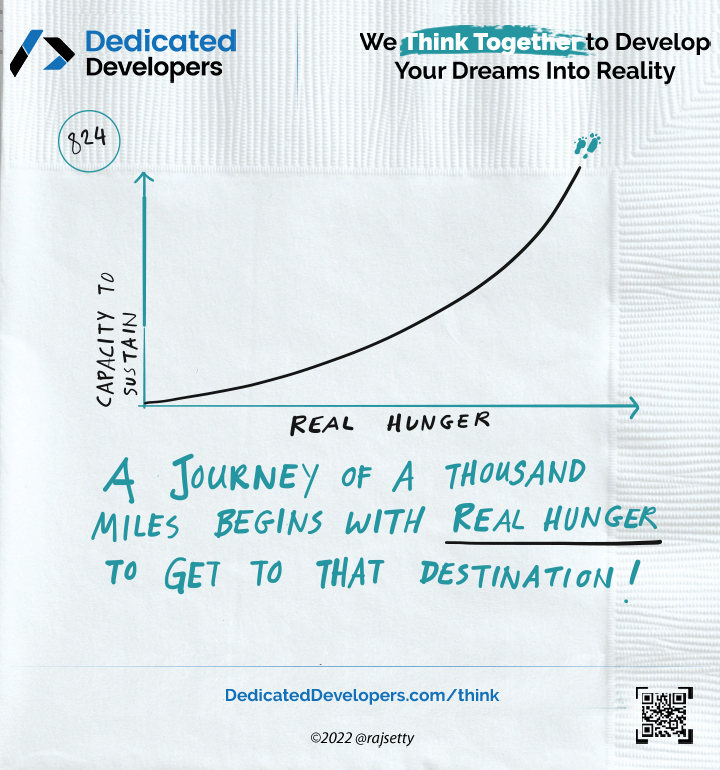 Dedicated
Developers
We Think Together to Develop
Your Dreams Into Reality
824
CAPACITY TO
SUSTAIN
REAL HUNGER
A JOURNEY OF A THOUSAND
MILES BEGINS WITH REAL HUNGER
TO GET TO THAT DESTINATION!
DedicatedDevelopers.com/think
©2022 @rajsetty